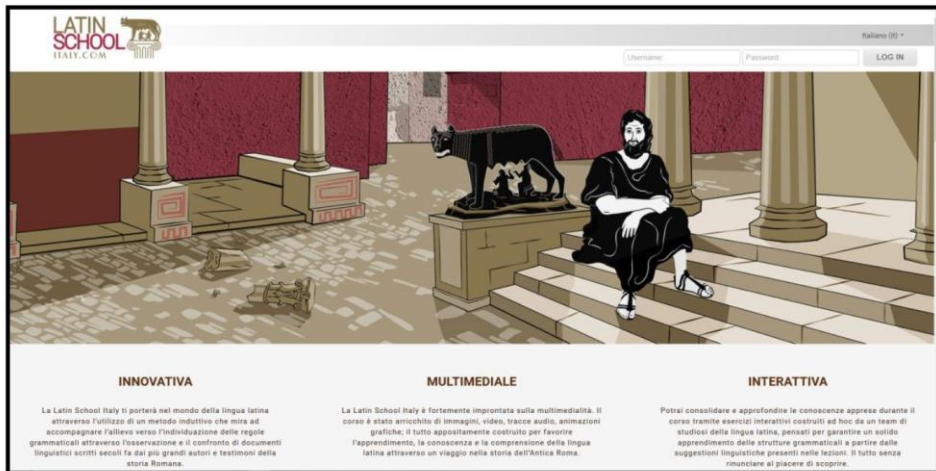 LATIN
SCHOOL
ITALY.COM
Italiano (it)
Username:
Password:
LOG IN
INNOVATIVA
La Latin School Italy ti porterà nel mondo della lingua latina
attraverso l'utilizzo di un metodo induttivo che mira ad
accompagnare l'allievo verso l'individuazione delle regole
grammaticali attraverso l'osservazione e il confronto di documenti
linguistici scritti secoli fa dai più grandi autori e testimoni della
storia Romana.
MULTIMEDIALE
La Latin School Italy è fortemente improntata sulla multimedialità. Il
corso è stato arricchito di immagini, video, tracce audio, animazioni
grafiche; il tutto appositamente costruito per favorire
l'apprendimento, la conoscenza e la comprensione della lingua
latina attraverso un viaggio nella storia dell'Antica Roma.
INTERATTIVA
Potrai consolidare e approfondire le conoscenze apprese durante il
corso tramite esercizi interattivi costruiti ad hoc da un team di
studiosi della lingua latina, pensati per garantire un solido
apprendimento delle strutture grammaticali a partire dalle
suggestioni linguistiche presenti nelle lezioni. Il tutto senza
rinunciare al piacere di scoprire.